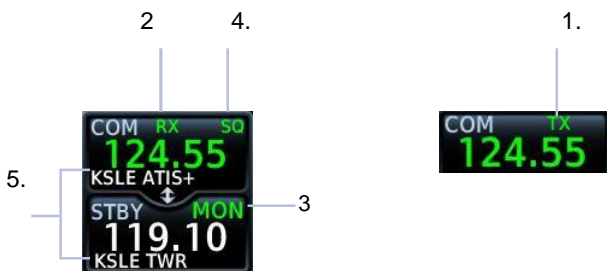 2
4.
1.
COM RX SQ
124.55
KSLE ATIS+
COM TX
124.55
5.
STBY MON
119.10
KSLE TWR
3